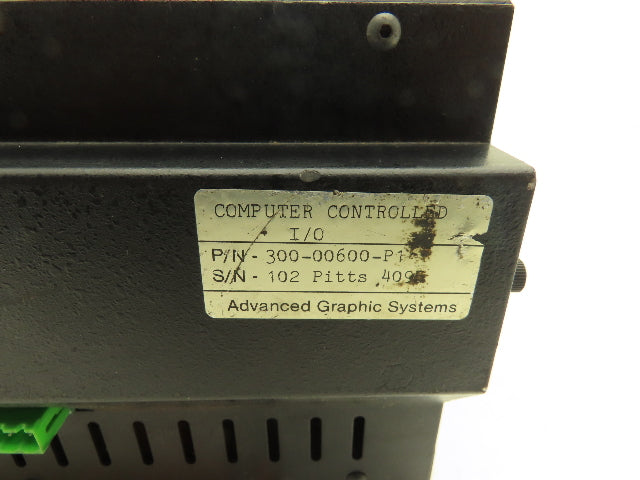 COMPUTER CONTROLLED
I/O
P/N - 300-00600-P1
S/N - 102 Pitts
Advanced Graphic Systems